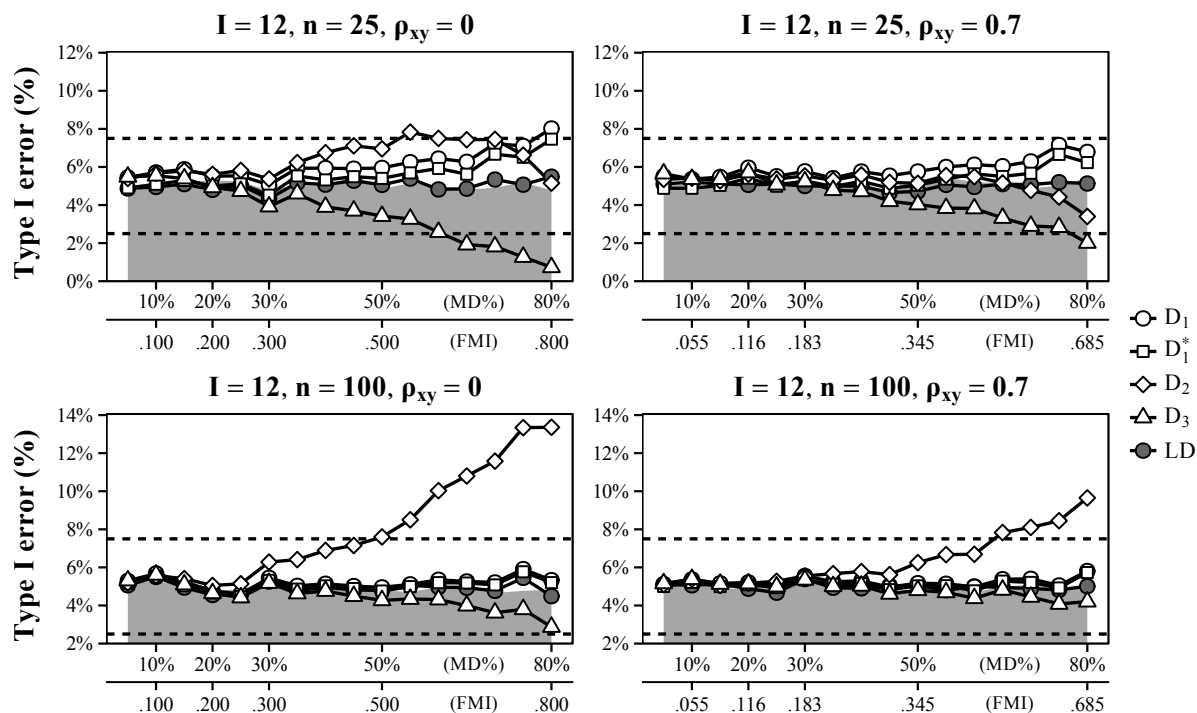 I = 12, n = 25, ρxy = 0
I = 12, n = 25, ρxy = 0.7
Type I error (%)
12%
10%
8%
6%
4%
2%
0%
12%
10%
8%
6%
4%
2%
0%
10% 20% 30% 50% (MD%) 80%
.100 .200 .300 .500 (FMI) .800
10% 20% 30% 50% (MD%) 80%
.055 .116 .183 .345 (FMI) .685
D1
D1*
D2
D3
LD
I = 12, n = 100, ρxy = 0
I = 12, n = 100, ρxy = 0.7
Type I error (%)
14%
12%
10%
8%
6%
4%
2%
14%
12%
10%
8%
6%
4%
2%
10% 20% 30% 50% (MD%) 80%
.100 .200 .300 .500 (FMI) .800
10% 20% 30% 50% (MD%) 80%
.055 .116 .183 .345 (FMI) .685